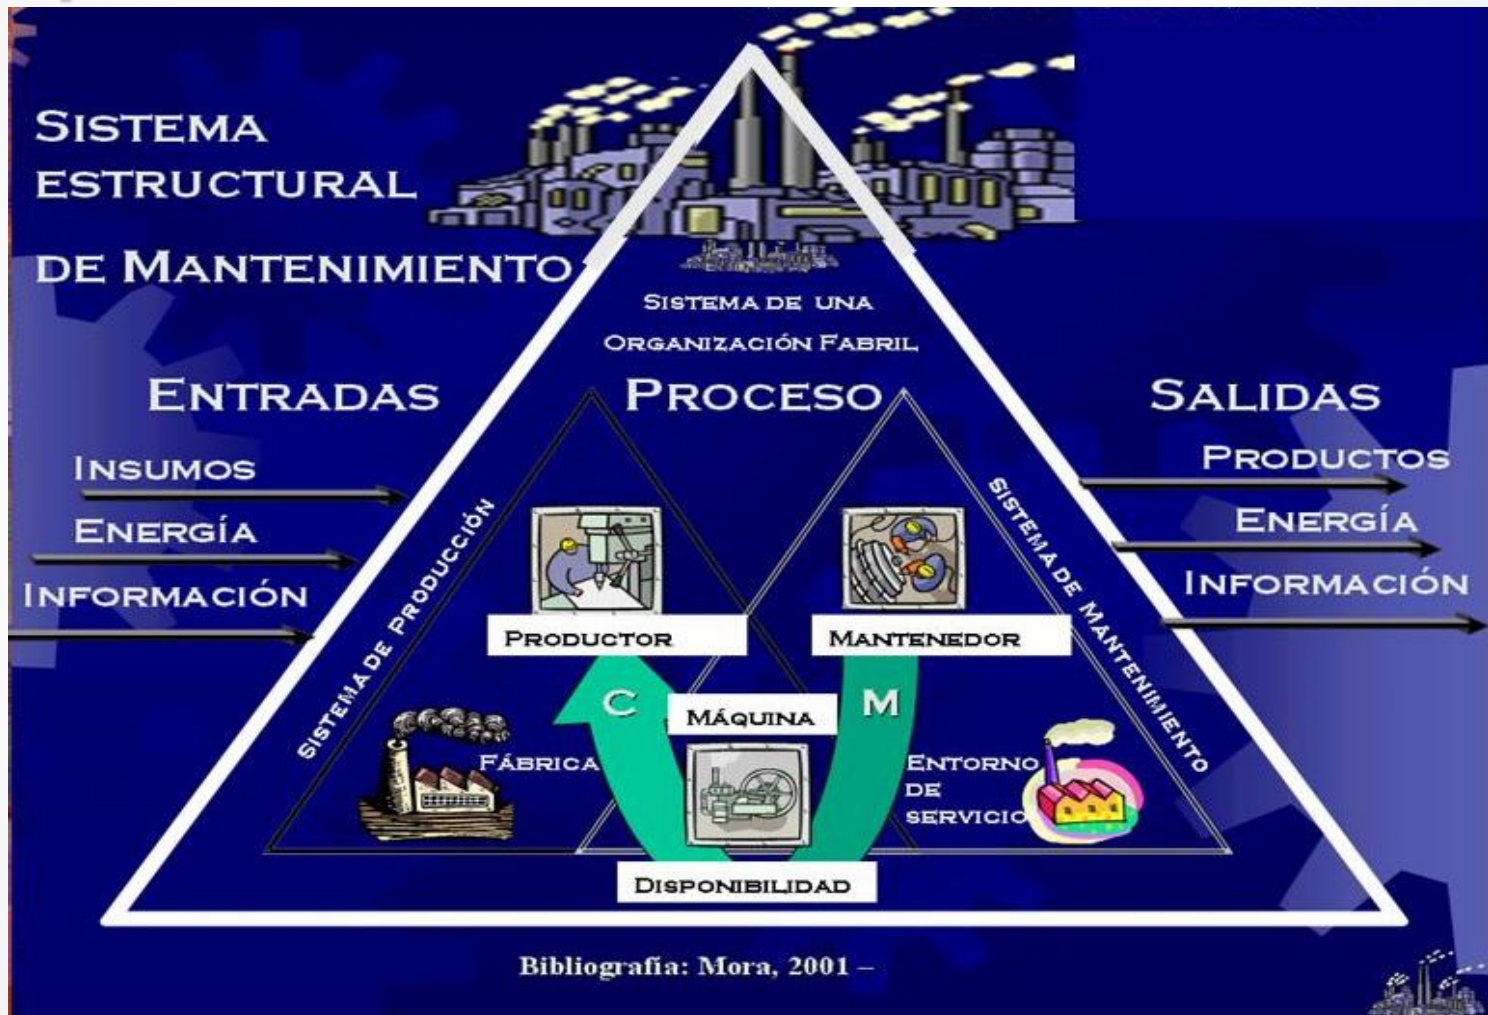 SISTEMA
ESTRUCTURAL
DE MANTENIMIENTO
SISTEMA DE UNA
ORGANIZACIÓN FABRIL
ENTRADAS
PROCESO
SALIDAS
INSUMOS
ENERGÍA
INFORMACIÓN
PRODUCTOS
ENERGÍA
INFORMACIÓN
SISTEMA DE PRODUCCIÓN
SISTEMA DE MANTENIMIENTO
PRODUCTOR
MANTENEDOR
C
MÁQUINA
M
FÁBRICA
ENTORNO
DE
SERVICIO
DISPONIBILIDAD
Bibliografía: Mora, 2001 –